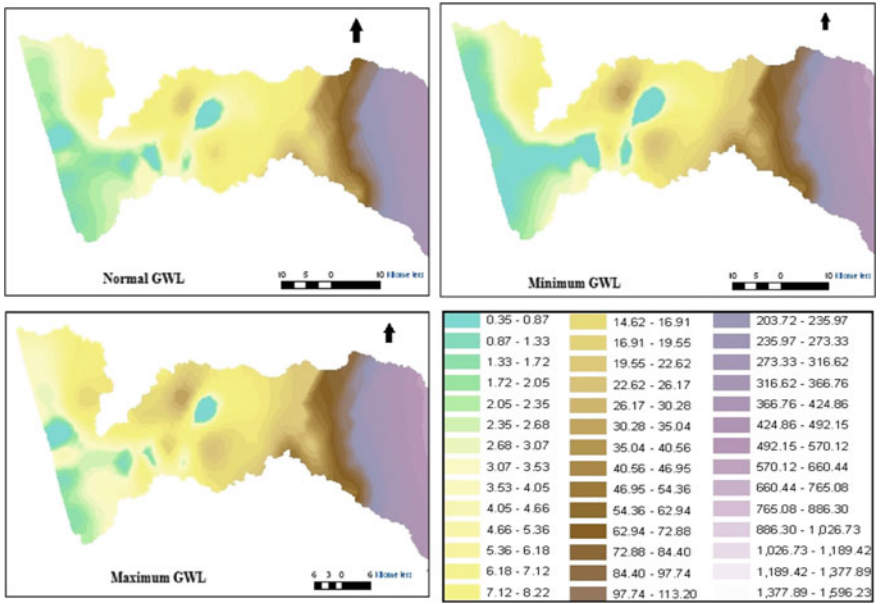 Normal GWL
10 5 0 10 Kilome ters
Minimum GWL
10 5 0 10 Kilome ters
Maximum GWL
6 3 0 6 Kilome ters
0.35 - 0.87
0.87 - 1.33
1.33 - 1.72
1.72 - 2.05
2.05 - 2.35
2.35 - 2.68
2.68 - 3.07
3.07 - 3.53
3.53 - 4.05
4.05 - 4.66
4.66 - 5.36
5.36 - 6.18
6.18 - 7.12
7.12 - 8.22
14.62 - 16.91
16.91 - 19.55
19.55 - 22.62
22.62 - 26.17
26.17 - 30.28
30.28 - 35.04
35.04 - 40.56
40.56 - 46.95
46.95 - 54.36
54.36 - 62.94
62.94 - 72.88
72.88 - 84.40
84.40 - 97.74
97.74 - 113.20
203.72 - 235.97
235.97 - 273.33
273.33 - 316.62
316.62 - 366.76
366.76 - 424.86
424.86 - 492.15
492.15 - 570.12
570.12 - 660.44
660.44 - 765.08
765.08 - 886.30
886.30 - 1,026.73
1,026.73 - 1,189.42
1,189.42 - 1,377.89
1,377.89 - 1,596.23